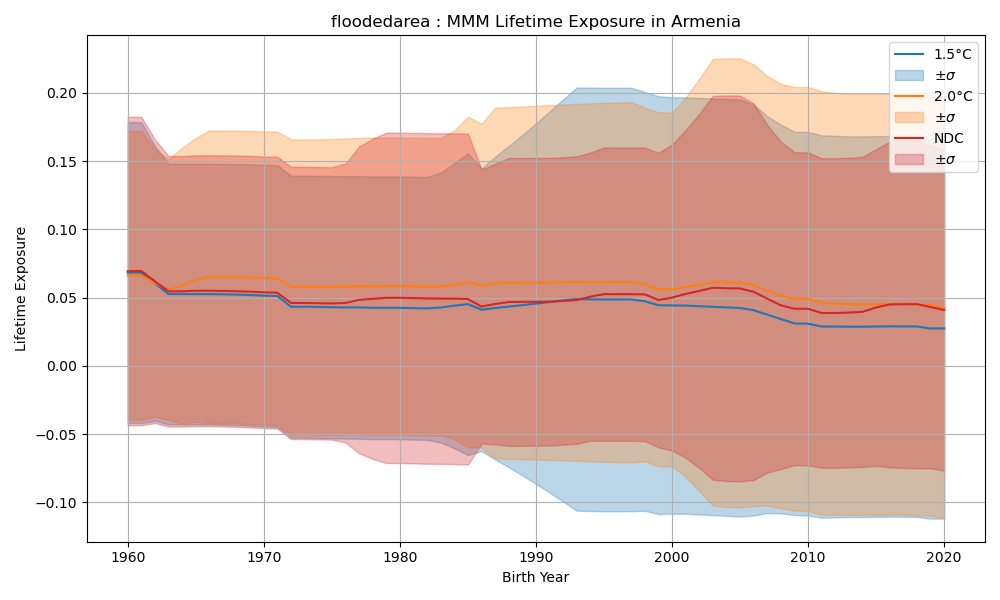 floodedarea : MMM Lifetime Exposure in Armenia
Lifetime Exposure
0.20
0.15
0.10
0.05
0.00
−0.05
−0.10
1.5°C
±σ
2.0°C
±σ
NDC
±σ
1960
1970
1980
1990
2000
2010
2020
Birth Year